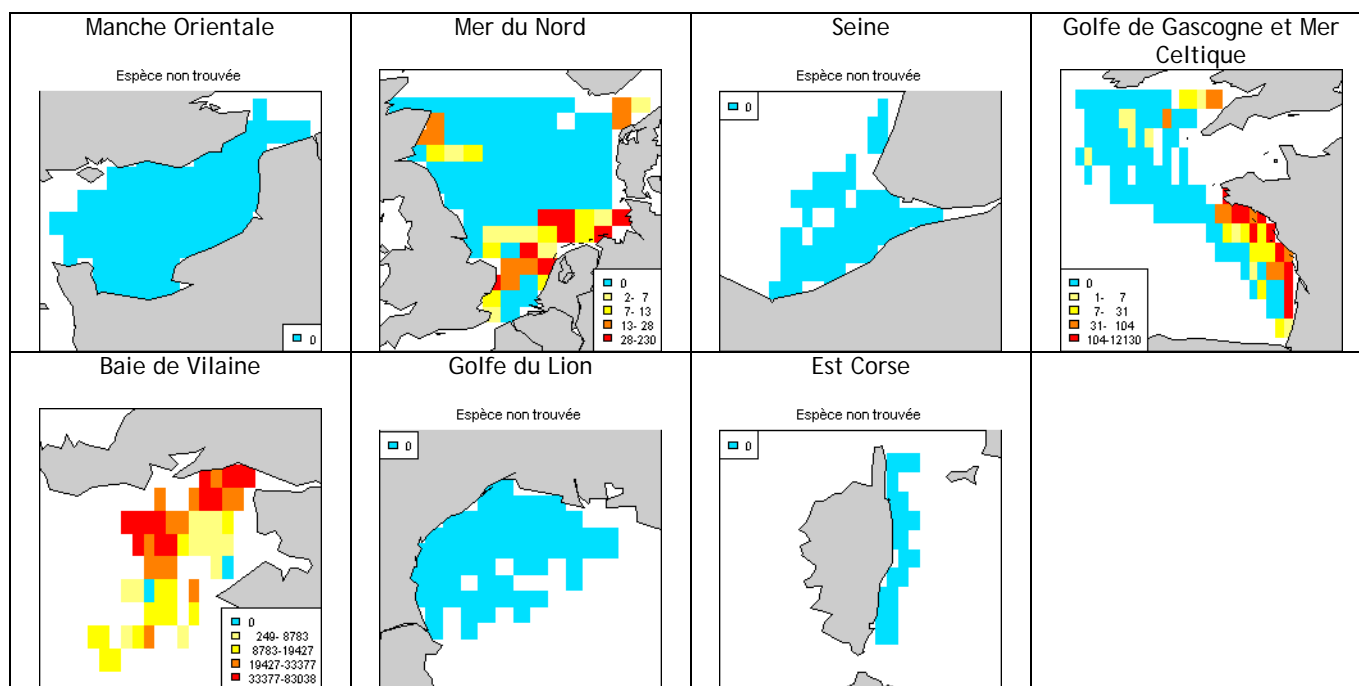 Manche Orientale
Espèce non trouvée
0
Mer du Nord
0
2- 7
7- 13
13- 28
28-230
Seine
Espèce non trouvée
0
Golfe de Gascogne et Mer
Celtique
0
1- 7
7- 31
31- 104
104-12130
Baie de Vilaine
0
249- 8783
8783-19427
19427-33377
33377-83038
Golfe du Lion
Espèce non trouvée
0
Est Corse
Espèce non trouvée
0